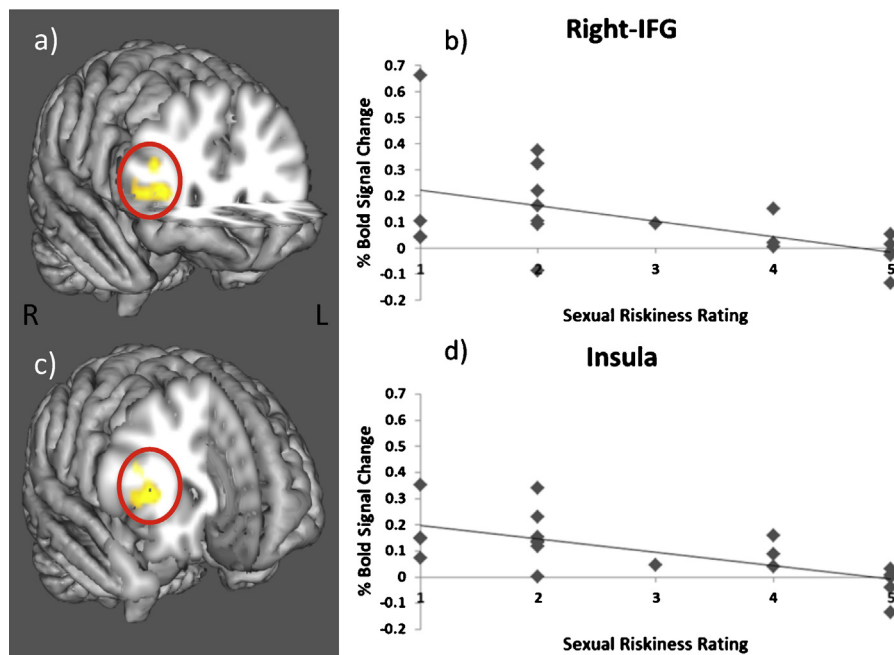 a)
R
L
c)
b)
Right-IFG
% Bold Signal Change
0.7
0.6
0.5
0.4
0.3
0.2
0.1
0
-0.1
-0.2
1
2
3
4
5
Sexual Riskiness Rating
d)
Insula
% Bold Signal Change
0.7
0.6
0.5
0.4
0.3
0.2
0.1
0
-0.1
-0.2
1
2
3
4
5
Sexual Riskiness Rating